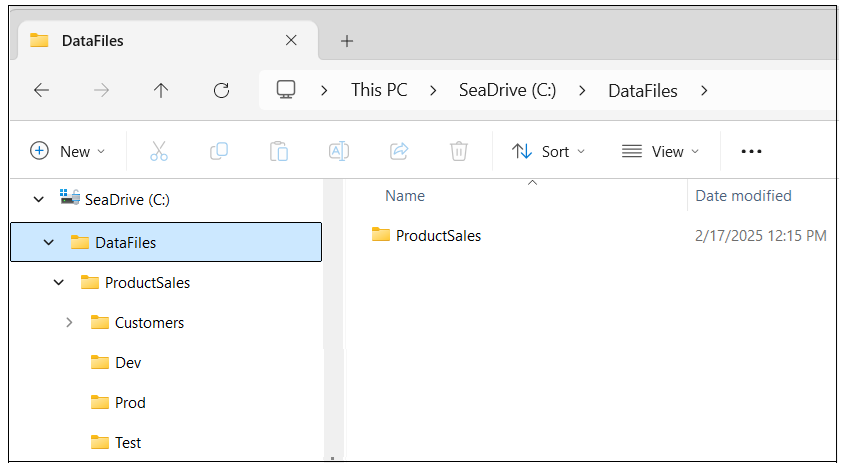 DataFiles
This PC SeaDrive (C:) DataFiles
New Sort View
SeaDrive (C:)
DataFiles
ProductSales
Customers
Dev
Prod
Test
Name Date modified
ProductSales 2/17/2025 12:15 PM